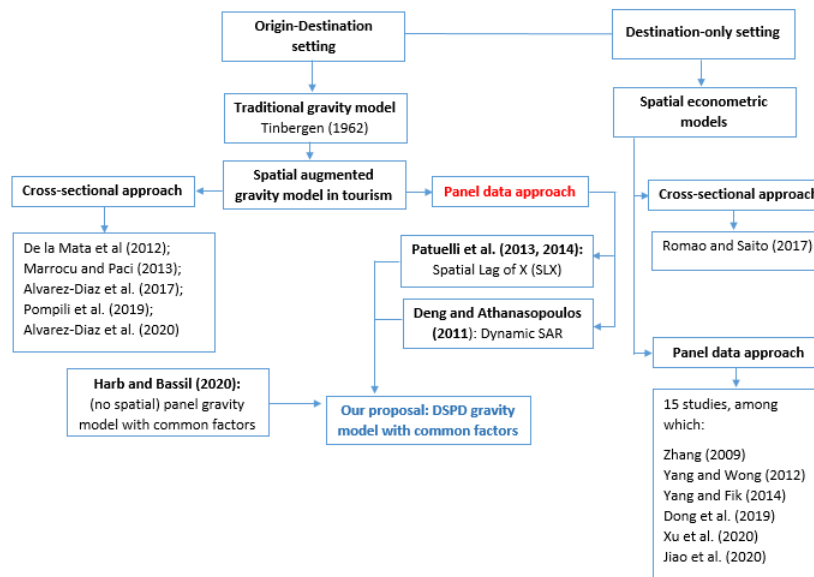 Origin-Destination
setting
Destination-only setting
Traditional gravity model
Tinbergen (1962)
Spatial econometric
models
Spatial augmented
gravity model in tourism
Cross-sectional approach
Panel data approach
Cross-sectional approach
Romao and Saito (2017)
De la Mata et al (2012);
Marrocu and Paci (2013);
Alvarez-Diaz et al. (2017);
Pompili et al. (2019);
Alvarez-Diaz et al. (2020)
Patuelli et al. (2013, 2014):
Spatial Lag of X (SLX)
Deng and Athanasopoulos
(2011): Dynamic SAR
Panel data approach
Harb and Bassil (2020):
(no spatial) panel gravity
model with common factors
Our proposal: DSPD gravity
model with common factors
15 studies, among
which:
Zhang (2009)
Yang and Wong (2012)
Yang and Fik (2014)
Dong et al. (2019)
Xu et al. (2020)
Jiao et al. (2020)